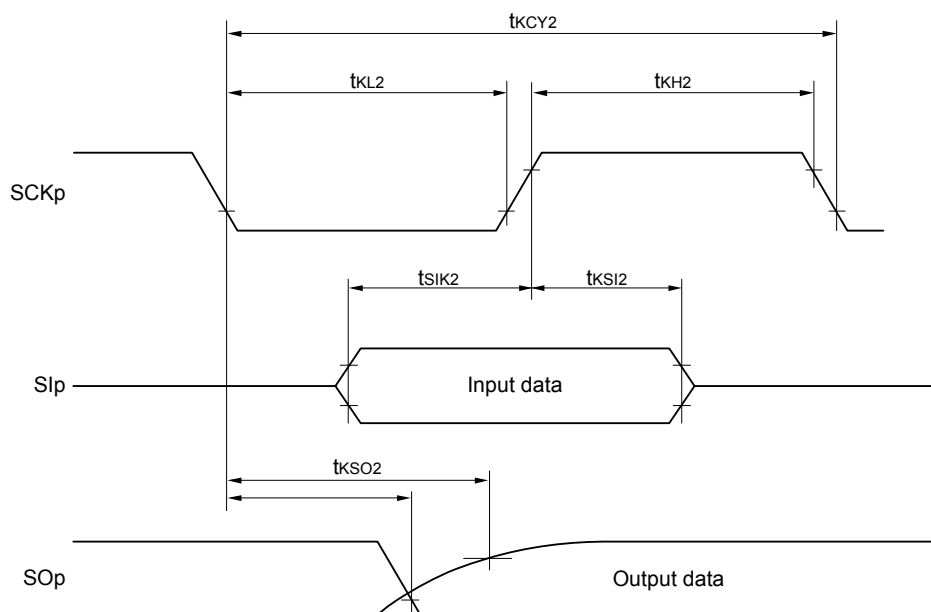 tKCY2
tKL2
tKH2
SCKp
tSIK2
tKSI2
SIp
Input data
tKSO2
SOp
Output data